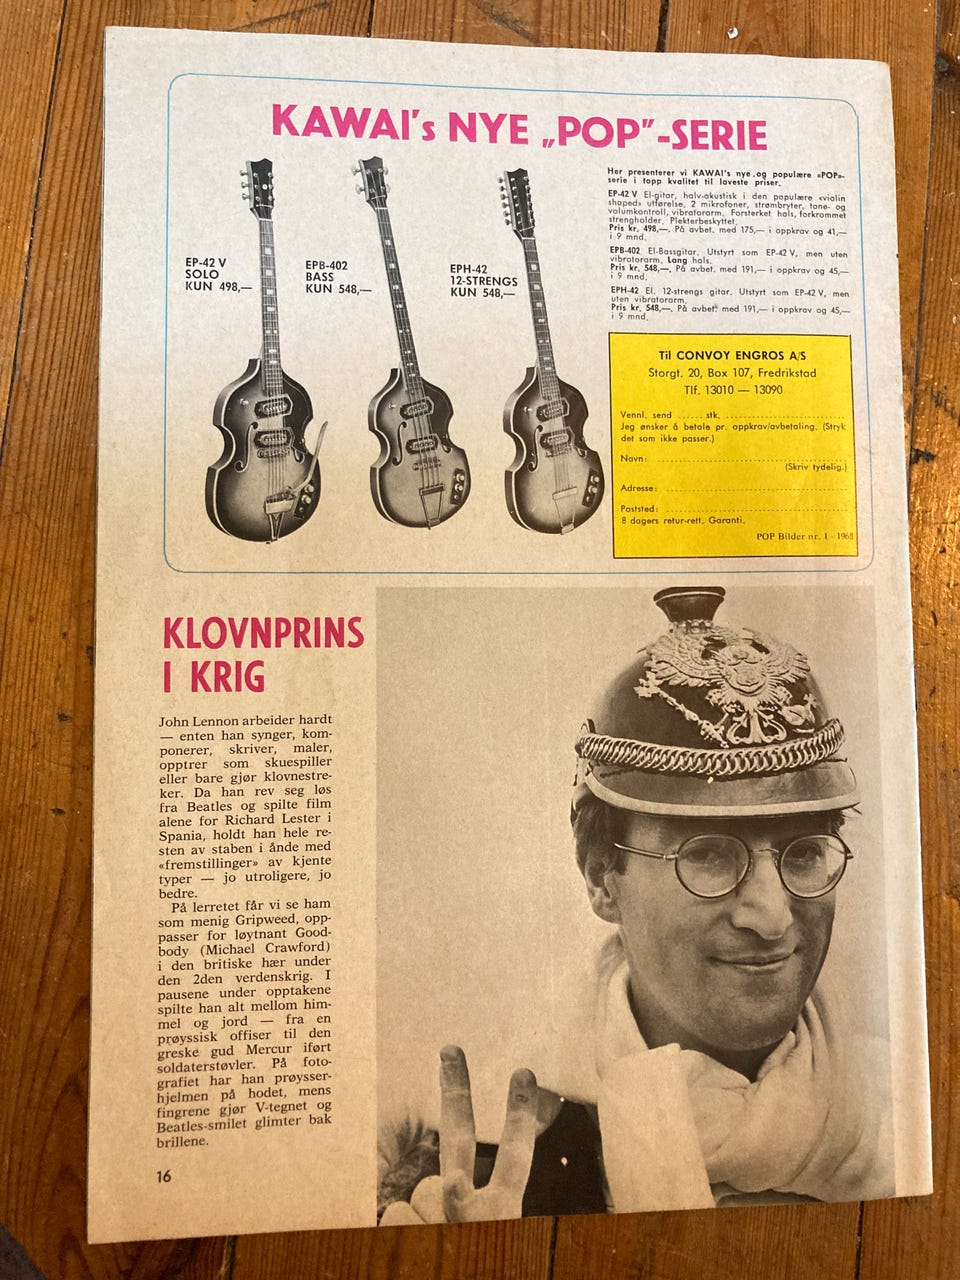 KAWAI's NYE „POP"-SERIE
EP-42 V
SOLO
KUN 498,—
EPB-402
BASS
KUN 548,—
EPH-42
12-STRENGS
KUN 548,—
Her presenterer vi KAWAI's nye og populære «POP»-
serie i topp kvalitet til laveste priser.
EP-42 V El-gitar, halv-akustisk i den populære «violin
shaped» utførelse, 2 mikrofoner, strømbryter, tone- og
volumkontroll, vibratorarm. Forsterket hals, forkrommet
strengholder. Plekterbeskyttet.
Pris kr. 498,—. På avbet. med 175,— i oppkrav og 41,—
i 9 mnd.
EPB-402 El-Bassgitar. Utstyrt som EP-42 V, men uten
vibratorarm. Lang hals.
Pris kr. 548,—. På avbet. med 191,— i oppkrav og 45,—
i 9 mnd.
EPH-42 El. 12-strengs gitar. Utstyrt som EP-42 V, men
uten vibratorarm.
Pris kr. 548,—. På avbet. med 191,— i oppkrav og 45,—
i 9 mnd.
Til CONVOY ENGROS A/S
Storgt. 20, Box 107, Fredrikstad
Tlf. 13010 — 13090
Vennl. send ...... stk. ..............................
Jeg ønsker å betale pr. oppkrav/avbetaling. (Stryk
det som ikke passer.)
Navn: ..............................
(Skriv tydelig.)
Adresse: ..............................
Poststed: ..............................
8 dagers retur-rett. Garanti.
POP Bilder nr. 1 - 1968
KLOVNPRINS
I KRIG
John Lennon arbeider hardt
— enten han synger, kom-
ponerer, skriver, maler,
opptrer som skuespiller
eller bare gjør klovnestre-
ker. Da han rev seg løs
fra Beatles og spilte film
alene for Richard Lester i
Spania, holdt han hele re-
sten av staben i ånde med
«fremstillinger» av kjente
typer — jo utroligere, jo
bedre.
På lerretet får vi se ham
som menig Gripweed, opp-
passer for løytnant Good-
body (Michael Crawford)
i den britiske hær under
den 2den verdenskrig. I
pausene under opptakene
spilte han alt mellom him-
mel og jord — fra en
prøyssisk offiser til den
greske gud Mercur iført
soldaterstøvler. På foto-
grafiet har han prøysser-
hjelmen på hodet, mens
fingrene gjør V-tegnet og
Beatles-smilet glimter bak
brillene.
16